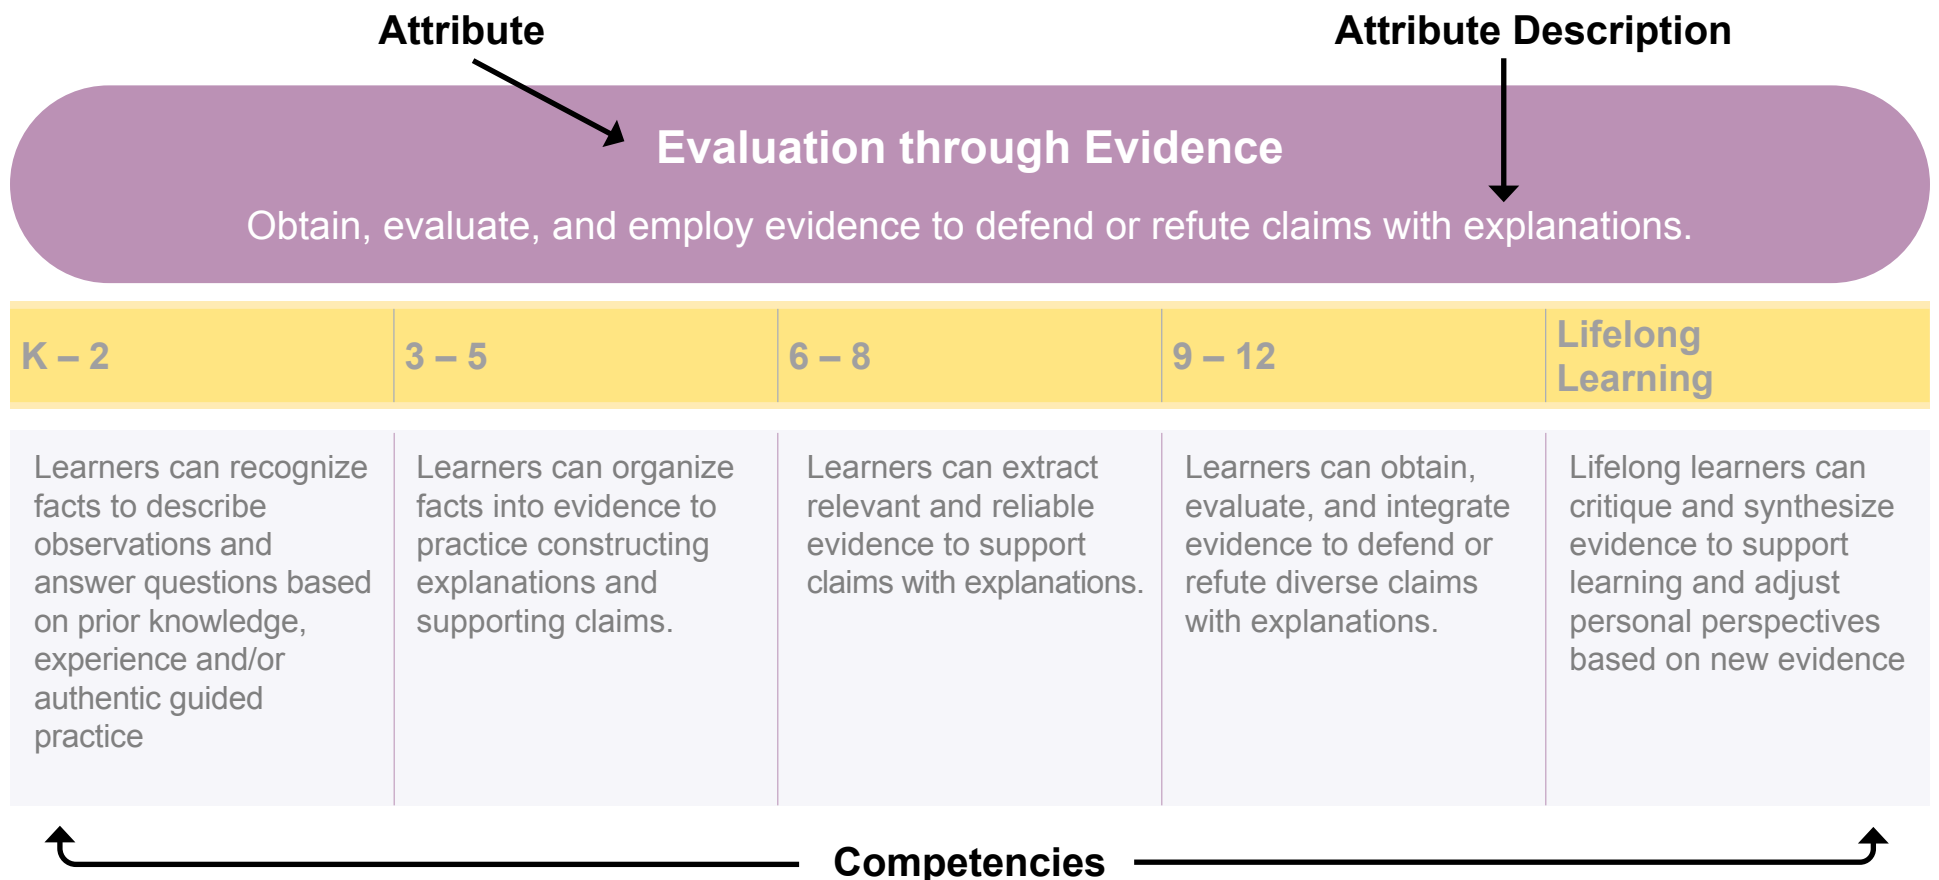 Attribute
Attribute Description
Evaluation through Evidence
Obtain, evaluate, and employ evidence to defend or refute claims with explanations.
K – 2
3 – 5
6 – 8
9 – 12
Lifelong
Learning
Learners can recognize
facts to describe
observations and
answer questions based
on prior knowledge,
experience and/or
authentic guided
practice
Learners can organize
facts into evidence to
practice constructing
explanations and
supporting claims.
Learners can extract
relevant and reliable
evidence to support
claims with explanations.
Learners can obtain,
evaluate, and integrate
evidence to defend or
refute diverse claims
with explanations.
Lifelong learners can
critique and synthesize
evidence to support
learning and adjust
personal perspectives
based on new evidence
Competencies